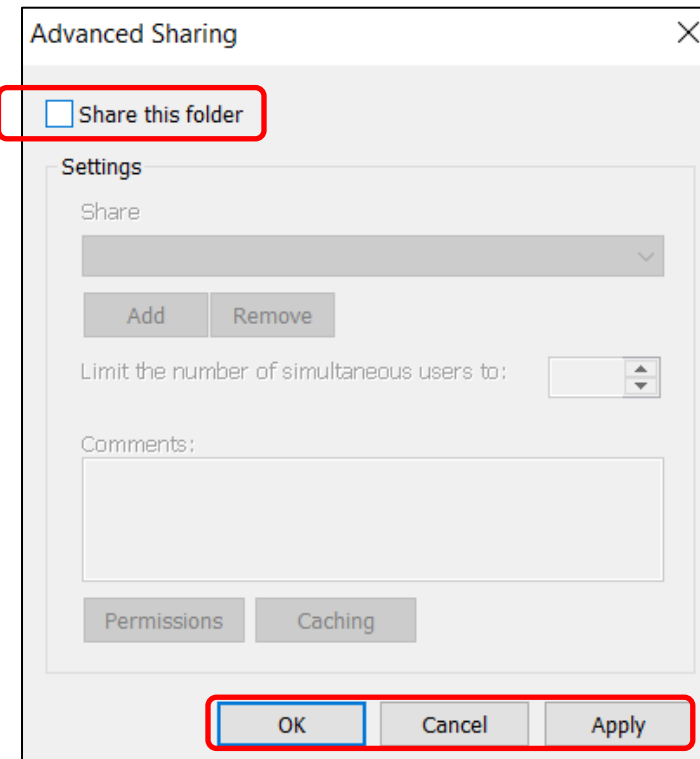 Advanced Sharing
Share this folder
Settings
Share
Add Remove
Limit the number of simultaneous users to:
Comments:
Permissions Caching
OK Cancel Apply